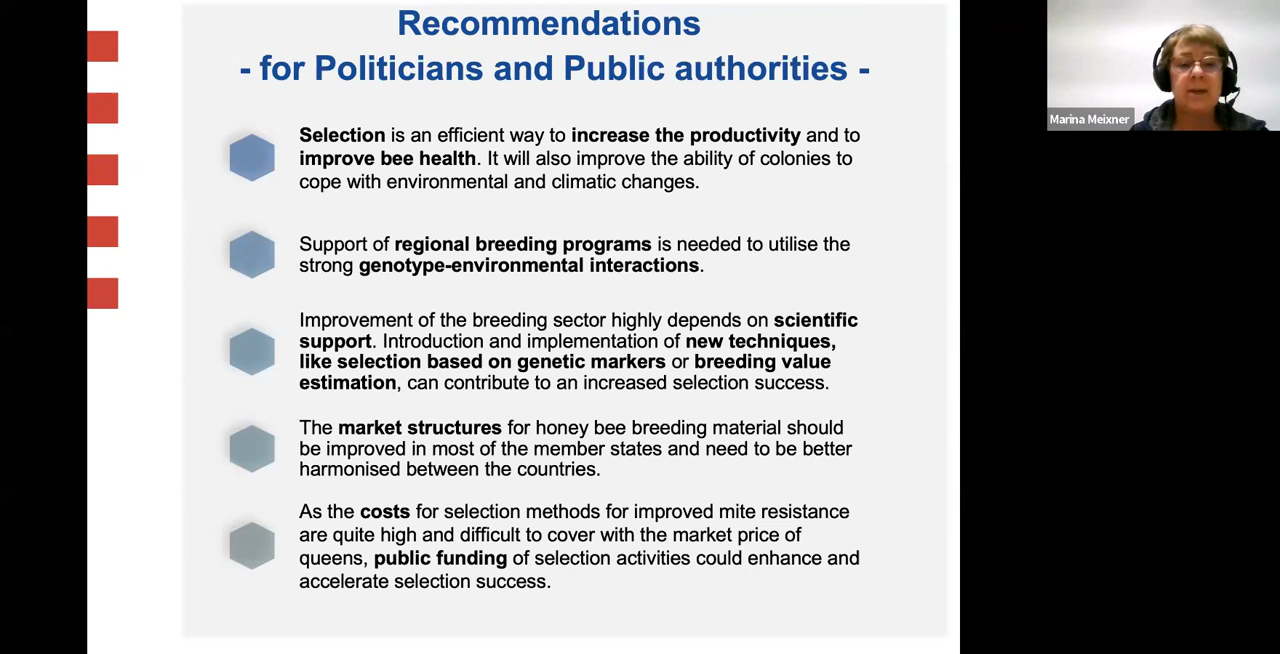 Recommendations
- for Politicians and Public authorities -
Selection is an efficient way to increase the productivity and to
improve bee health. It will also improve the ability of colonies to
cope with environmental and climatic changes.
Support of regional breeding programs is needed to utilise the
strong genotype-environmental interactions.
Improvement of the breeding sector highly depends on scientific
support. Introduction and implementation of new techniques,
like selection based on genetic markers or breeding value
estimation, can contribute to an increased selection success.
The market structures for honey bee breeding material should
be improved in most of the member states and need to be better
harmonised between the countries.
As the costs for selection methods for improved mite resistance
are quite high and difficult to cover with the market price of
queens, public funding of selection activities could enhance and
accelerate selection success.
Marina Meixner